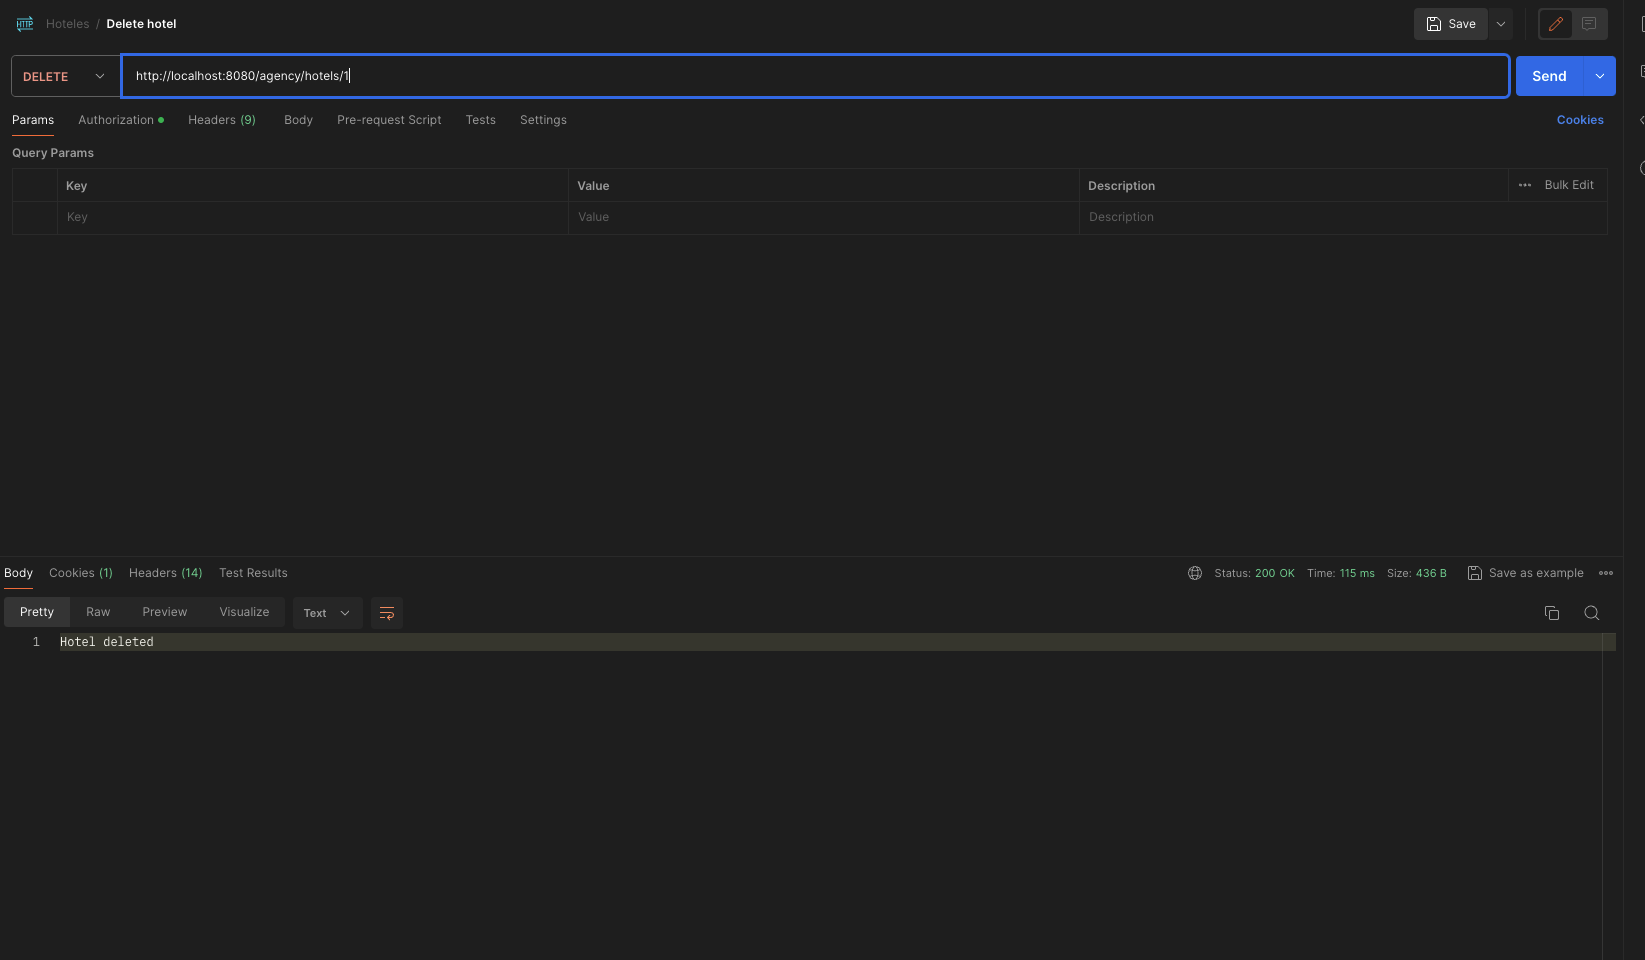 HTTP Hoteles / Delete hotel Save
DELETE http://localhost:8080/agency/hotels/1 Send
Params Authorization Headers (9) Body Pre-request Script Tests Settings Cookies
Query Params
Key Value Description ••• Bulk Edit
Key Value Description
Body Cookies (1) Headers (14) Test Results Status: 200 OK Time: 115 ms Size: 436 B Save as example
Pretty Raw Preview Visualize Text
1 Hotel deleted